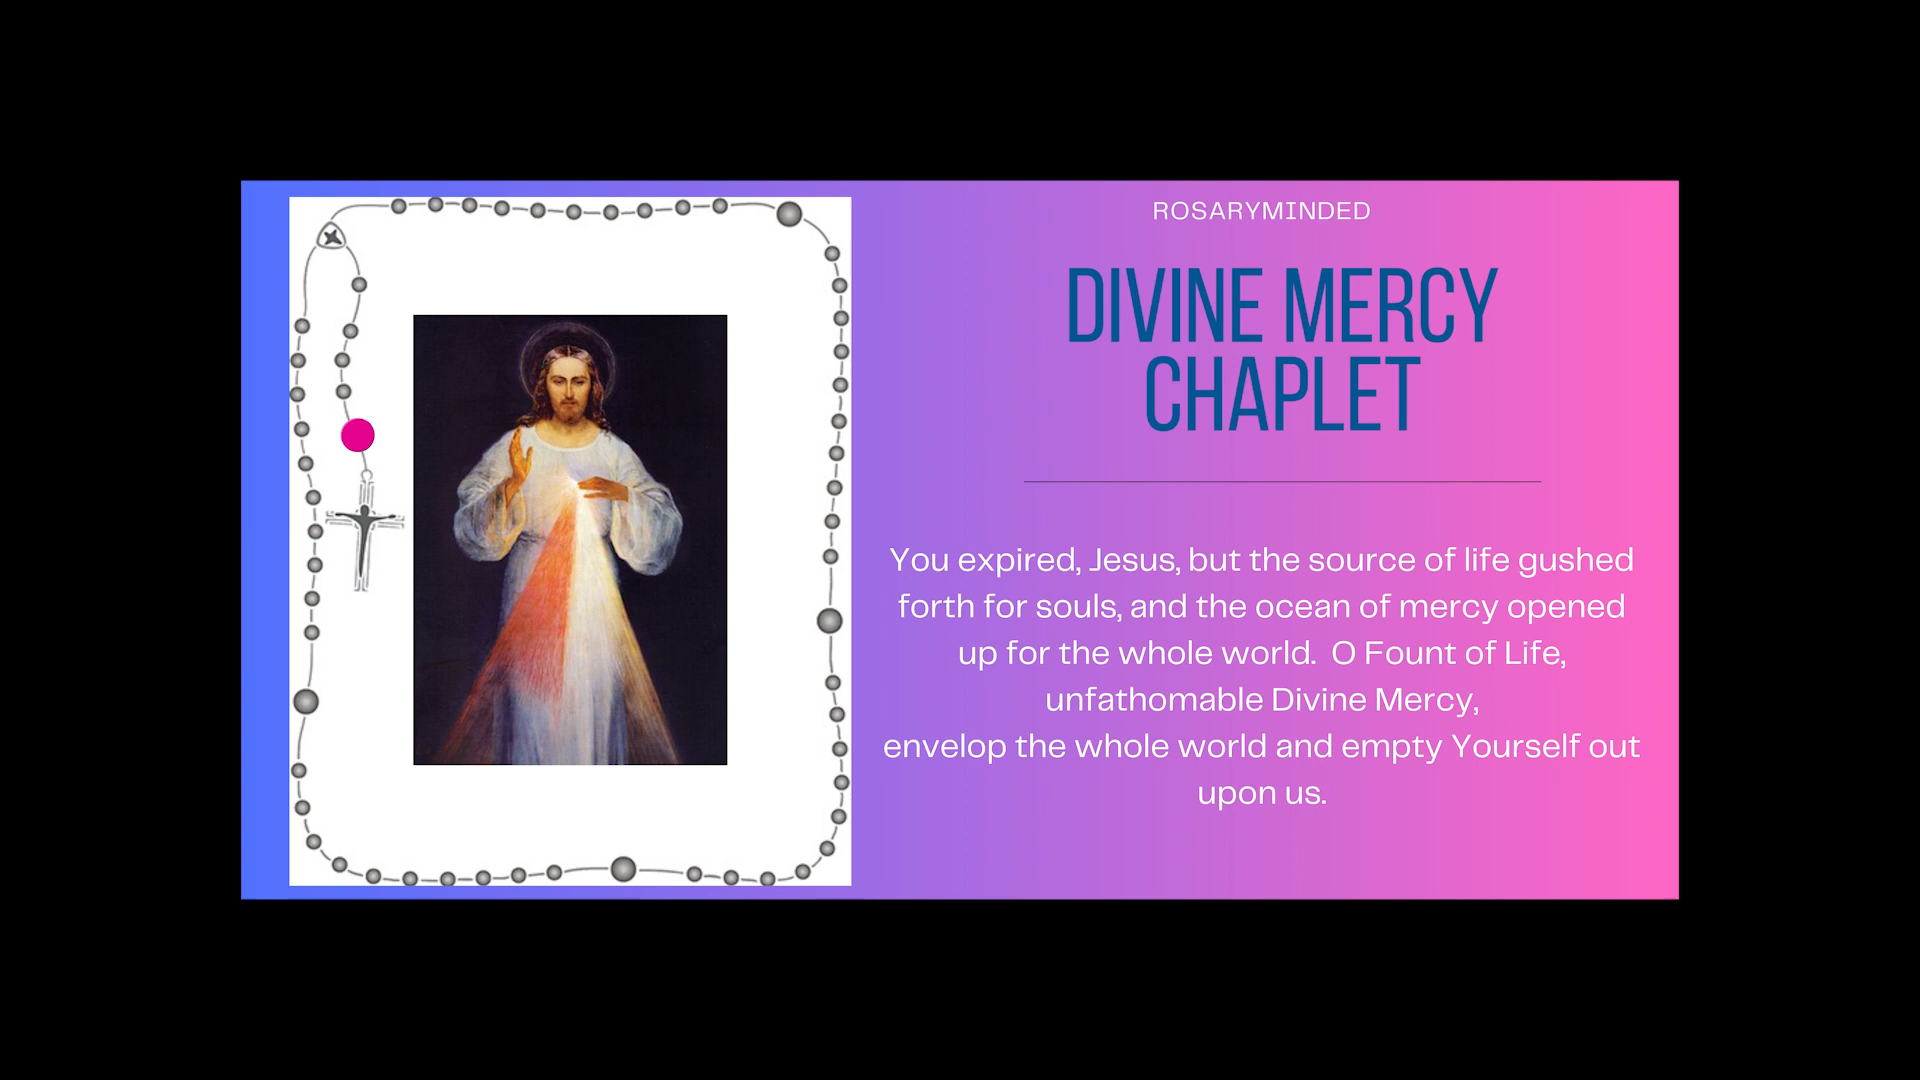 ROSARYMINDED
DIVINE MERCY
CHAPLET
You expired, Jesus, but the source of life gushed
forth for souls, and the ocean of mercy opened
up for the whole world.  O Fount of Life,
unfathomable Divine Mercy,
envelop the whole world and empty Yourself out
upon us.